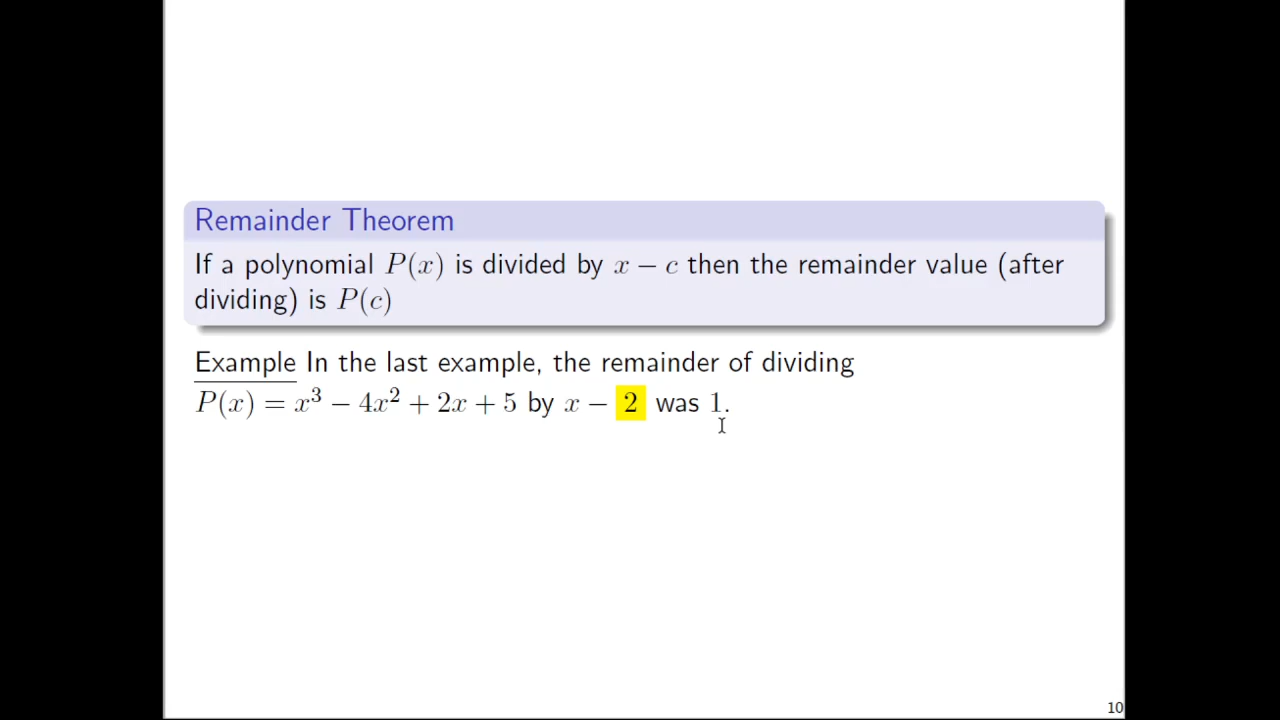 Remainder Theorem
If a polynomial P(x) is divided by x − c then the remainder value (after
dividing) is P(c)
Example In the last example, the remainder of dividing
P(x) = x³ − 4x² + 2x + 5 by x − 2 was 1.
10